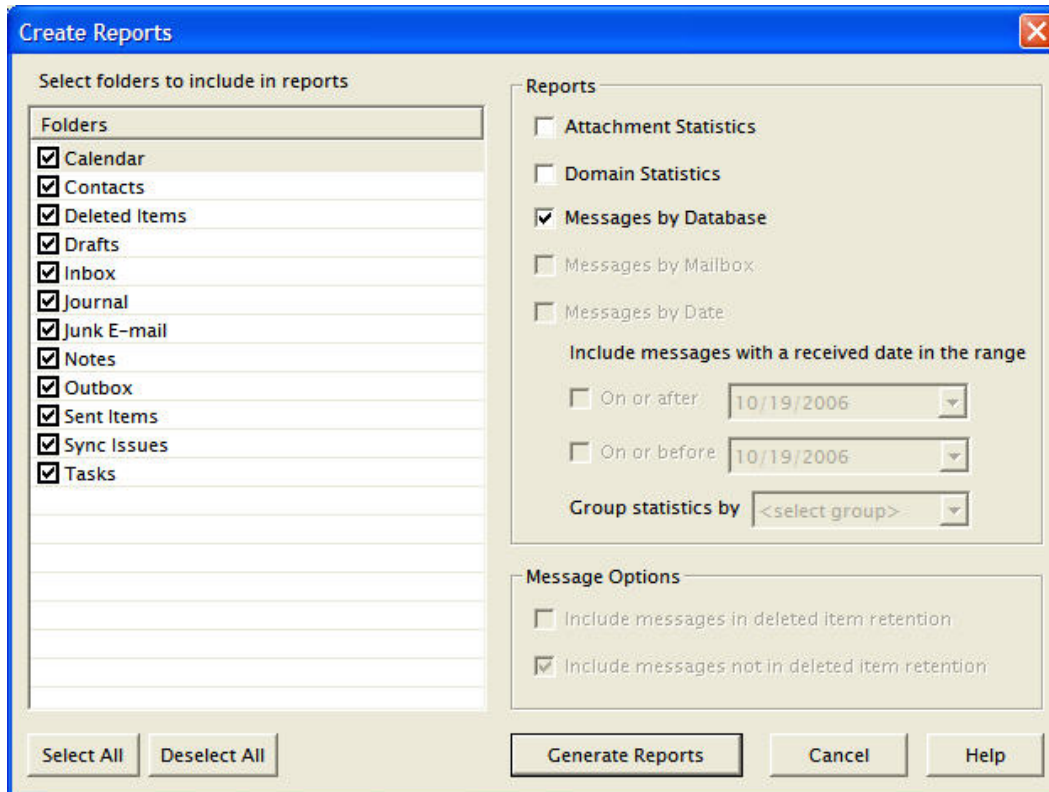 Create Reports
Select folders to include in reports
Folders
Calendar
Contacts
Deleted Items
Drafts
Inbox
Journal
Junk E-mail
Notes
Outbox
Sent Items
Sync Issues
Tasks
Select All
Deselect All
Reports
Attachment Statistics
Domain Statistics
Messages by Database
Messages by Mailbox
Messages by Date
Include messages with a received date in the range
On or after
10/19/2006
On or before
10/19/2006
Group statistics by
<select group>
Message Options
Include messages in deleted item retention
Include messages not in deleted item retention
Generate Reports
Cancel
Help